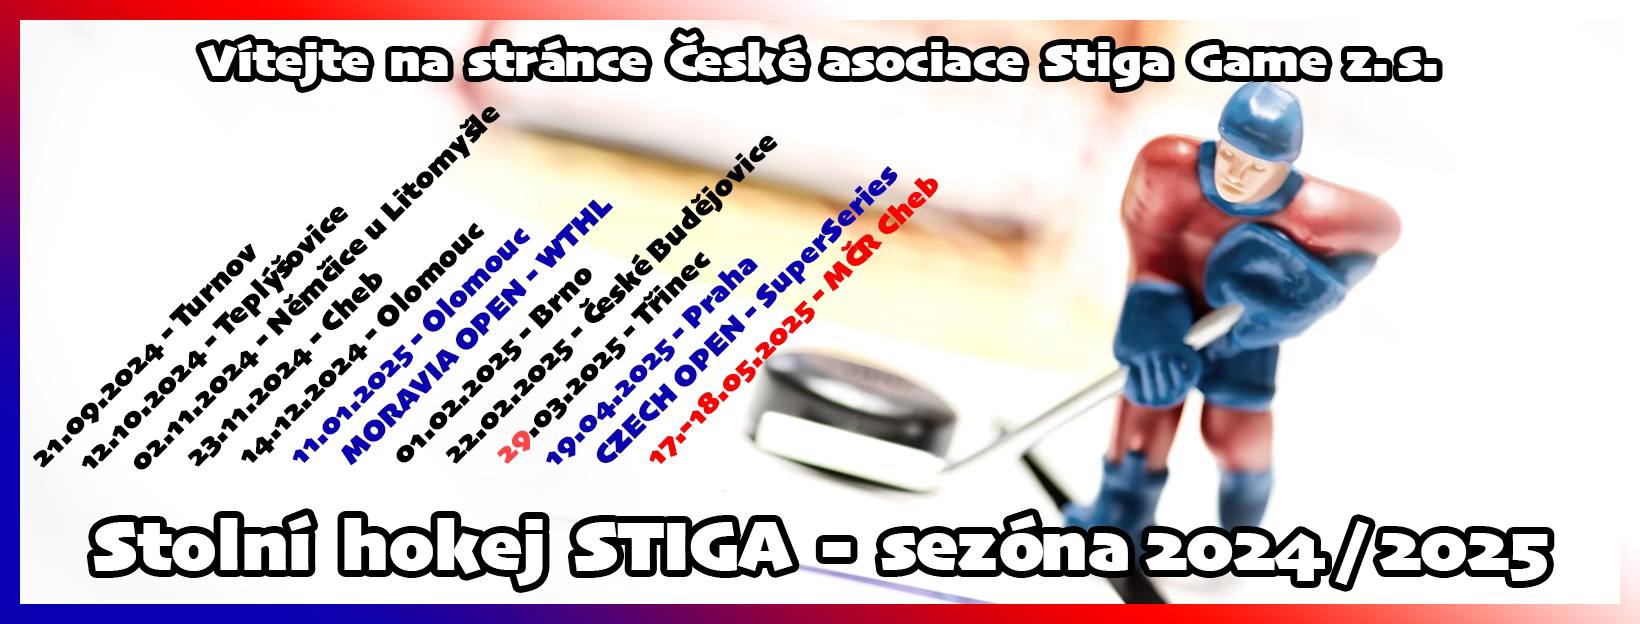 Vítejte na stránce České asociace Stiga Game z.s.
21.09.2024 - Turnov
12.10.2024 - Teplýšovice
02.11.2024 - Němčice u Litomyšle
23.11.2024 - Cheb
14.12.2024 - Olomouc
11.01.2025 - Olomouc
MORAVIA OPEN - WTHL
01.02.2025 - Brno
22.02.2025 - České Budějovice
29.03.2025 - Třinec
19.04.2025 - Praha
CZECH OPEN - SuperSeries
17.-18.05.2025 - MČR Cheb
Stolní hokej STIGA - sezóna 2024/2025